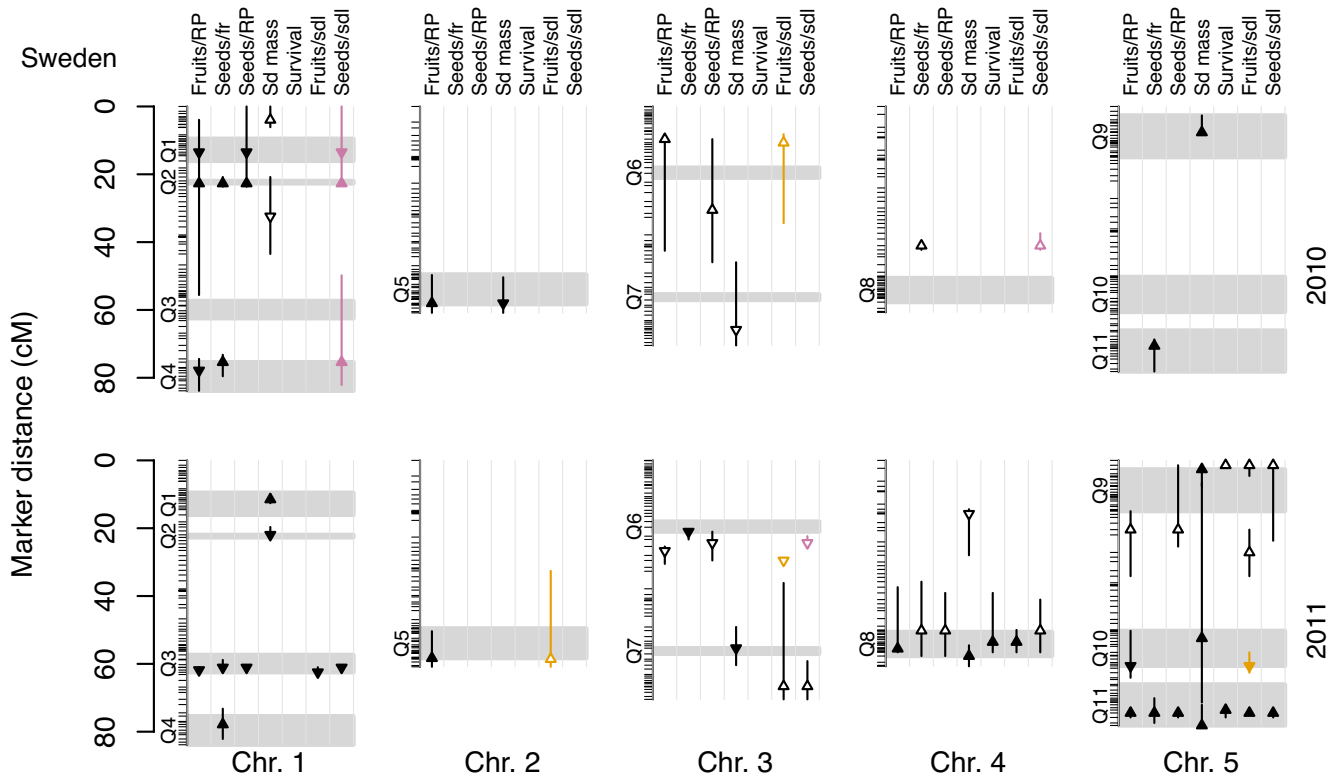 Sweden
Fruits/RP Seeds/fr Seeds/RP Sd mass Survival Fruits/sdl Seeds/sdl
Fruits/RP Seeds/fr Seeds/RP Sd mass Survival Fruits/sdl Seeds/sdl
Fruits/RP Seeds/fr Seeds/RP Sd mass Survival Fruits/sdl Seeds/sdl
Fruits/RP Seeds/fr Seeds/RP Sd mass Survival Fruits/sdl Seeds/sdl
Fruits/RP Seeds/fr Seeds/RP Sd mass Survival Fruits/sdl Seeds/sdl
Marker distance (cM)
0
20
40
60
80
Q1
Q2
Q3
Q4
Q5
Q6
Q7
Q8
Q9
Q10
Q11
2010
0
20
40
60
80
Q1
Q2
Q3
Q4
Q5
Q6
Q7
Q8
Q9
Q10
Q11
2011
Chr. 1 Chr. 2 Chr. 3 Chr. 4 Chr. 5